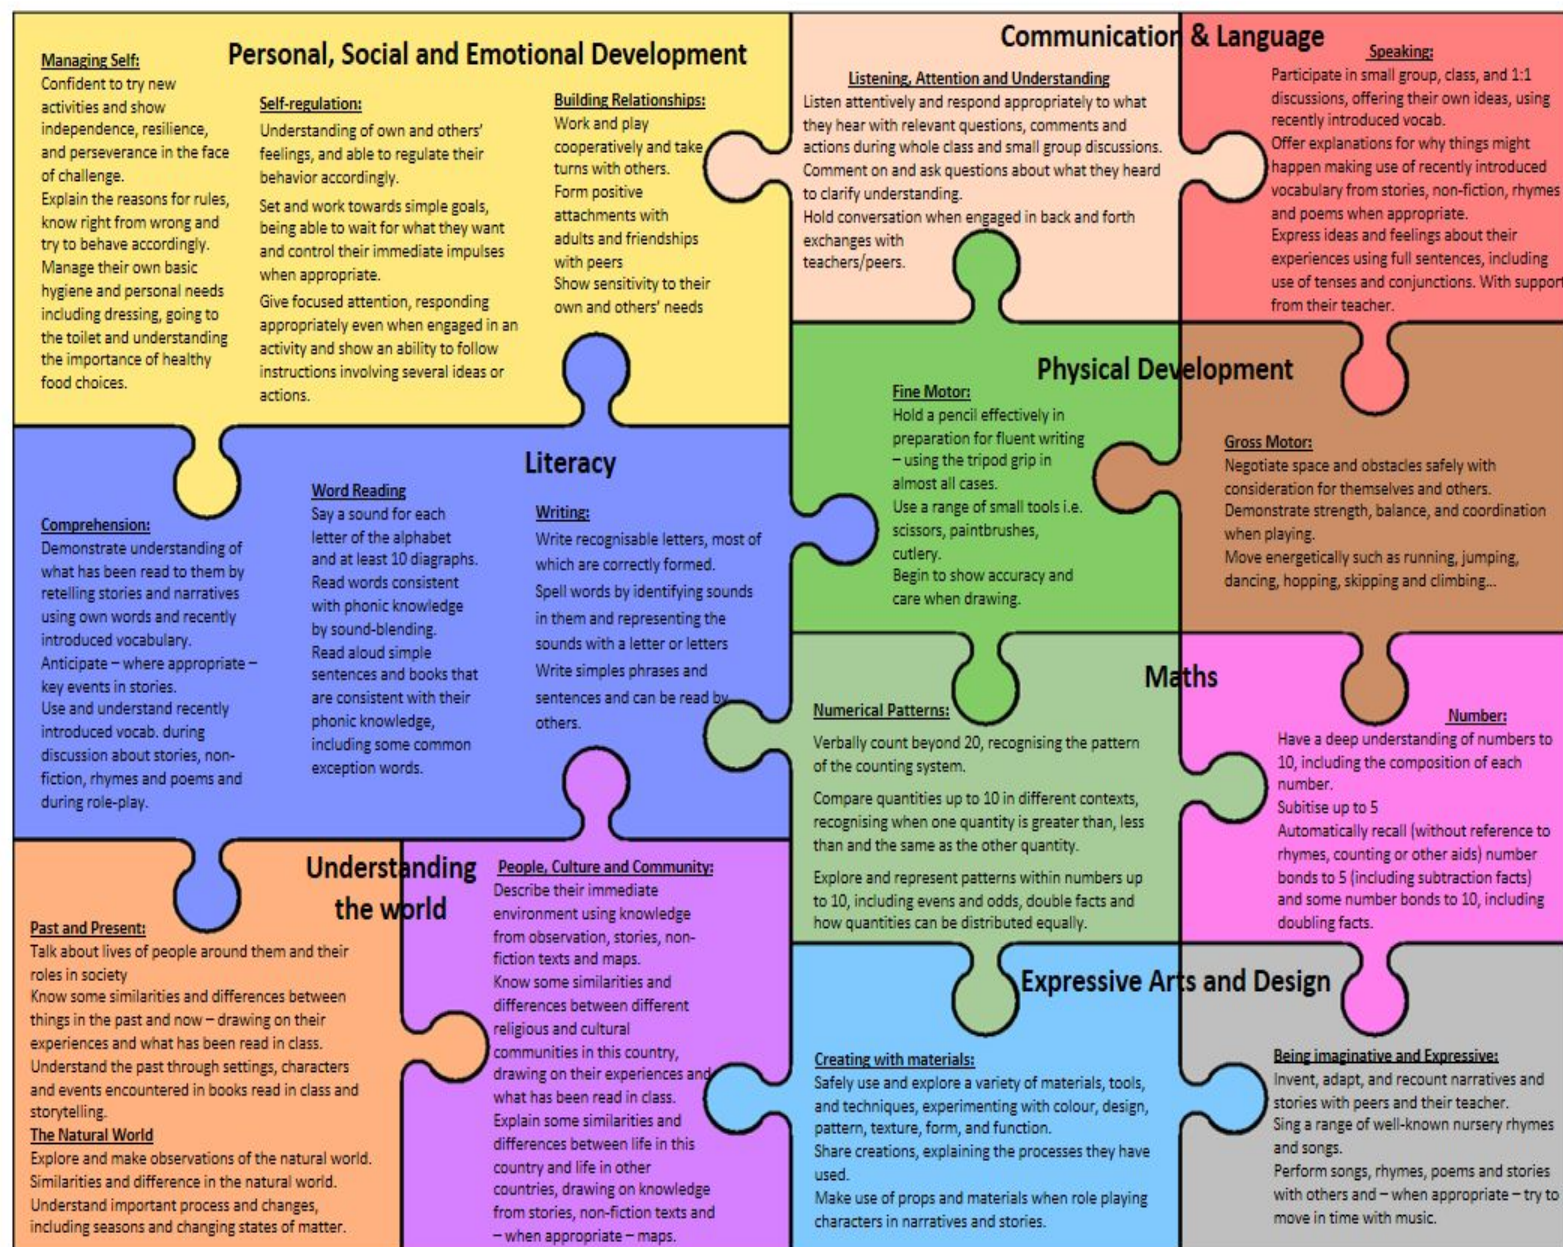 Personal, Social and Emotional Development
Managing Self:
Confident to try new
activities and show
independence, resilience,
and perseverance in the face
of challenge.
Explain the reasons for rules,
know right from wrong and
try to behave accordingly.
Manage their own basic
hygiene and personal needs
including dressing, going to
the toilet and understanding
the importance of healthy
food choices.
Self-regulation:
Understanding of own and others'
feelings, and able to regulate their
behavior accordingly.
Set and work towards simple goals,
being able to wait for what they want
and control their immediate impulses
when appropriate.
Give focused attention, responding
appropriately even when engaged in an
activity and show an ability to follow
instructions involving several ideas or
actions.
Building Relationships:
Work and play
cooperatively and take
turns with others.
Form positive
attachments with
adults and friendships
with peers
Show sensitivity to their
own and others' needs
Communication & Language
Listening, Attention and Understanding
Listen attentively and respond appropriately to what
they hear with relevant questions, comments and
actions during whole class and small group discussions.
Comment on and ask questions about what they heard
to clarify understanding.
Hold conversation when engaged in back and forth
exchanges with
teachers/peers.
Speaking:
Participate in small group, class, and 1:1
discussions, offering their own ideas, using
recently introduced vocab.
Offer explanations for why things might
happen making use of recently introduced
vocabulary from stories, non-fiction, rhymes
and poems when appropriate.
Express ideas and feelings about their
experiences using full sentences, including
use of tenses and conjunctions. With support
from their teacher.
Literacy
Comprehension:
Demonstrate understanding of
what has been read to them by
retelling stories and narratives
using own words and recently
introduced vocabulary.
Anticipate – where appropriate –
key events in stories.
Use and understand recently
introduced vocab. during
discussion about stories, non-
fiction, rhymes and poems and
during role-play.
Word Reading
Say a sound for each
letter of the alphabet
and at least 10 diagraphs.
Read words consistent
with phonic knowledge
by sound-blending.
Read aloud simple
sentences and books that
are consistent with their
phonic knowledge,
including some common
exception words.
Writing:
Write recognisable letters, most of
which are correctly formed.
Spell words by identifying sounds
in them and representing the
sounds with a letter or letters
Write simples phrases and
sentences and can be read by
others.
Physical Development
Fine Motor:
Hold a pencil effectively in
preparation for fluent writing
– using the tripod grip in
almost all cases.
Use a range of small tools i.e.
scissors, paintbrushes,
cutlery.
Begin to show accuracy and
care when drawing.
Gross Motor:
Negotiate space and obstacles safely with
consideration for themselves and others.
Demonstrate strength, balance, and coordination
when playing.
Move energetically such as running, jumping,
dancing, hopping, skipping and climbing...
Maths
Numerical Patterns:
Verbally count beyond 20, recognising the pattern
of the counting system.
Compare quantities up to 10 in different contexts,
recognising when one quantity is greater than, less
than and the same as the other quantity.
Explore and represent patterns within numbers up
to 10, including evens and odds, double facts and
how quantities can be distributed equally.
Number:
Have a deep understanding of numbers to
10, including the composition of each
number.
Subitise up to 5
Automatically recall (without reference to
rhymes, counting or other aids) number
bonds to 5 (including subtraction facts)
and some number bonds to 10, including
doubling facts.
Understanding
the world
Past and Present:
Talk about lives of people around them and their
roles in society
Know some similarities and differences between
things in the past and now – drawing on their
experiences and what has been read in class.
Understand the past through settings, characters
and events encountered in books read in class and
storytelling.
The Natural World
Explore and make observations of the natural world.
Similarities and difference in the natural world.
Understand important process and changes,
including seasons and changing states of matter.
People, Culture and Community:
Describe their immediate
environment using knowledge
from observation, stories, non-
fiction texts and maps.
Know some similarities and
differences between different
religious and cultural
communities in this country,
drawing on their experiences and
what has been read in class.
Explain some similarities and
differences between life in this
country and life in other
countries, drawing on knowledge
from stories, non-fiction texts and
– when appropriate – maps.
Expressive Arts and Design
Creating with materials:
Safely use and explore a variety of materials, tools,
and techniques, experimenting with colour, design,
pattern, texture, form, and function.
Share creations, explaining the processes they have
used.
Make use of props and materials when role playing
characters in narratives and stories.
Being imaginative and Expressive:
Invent, adapt, and recount narratives and
stories with peers and their teacher.
Sing a range of well-known nursery rhymes
and songs.
Perform songs, rhymes, poems and stories
with others and – when appropriate – try to
move in time with music.